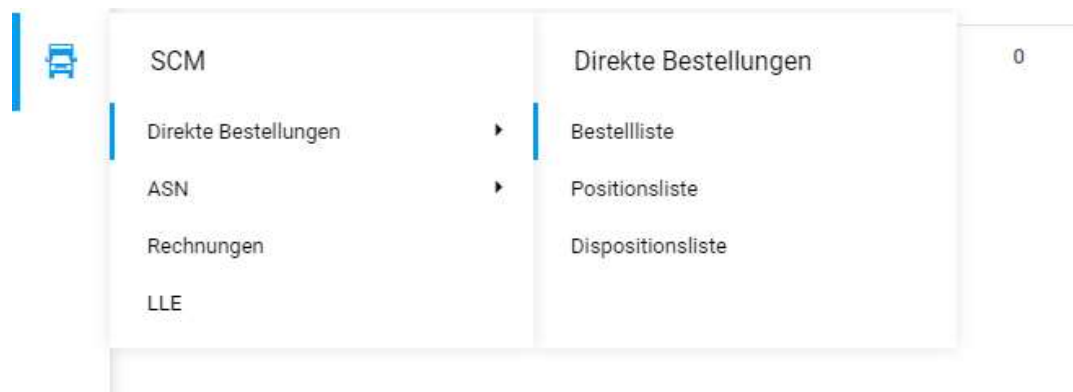 SCM
Direkte Bestellungen
ASN
Rechnungen
LLE
Direkte Bestellungen
Bestellliste
Positionsliste
Dispositionsliste
0